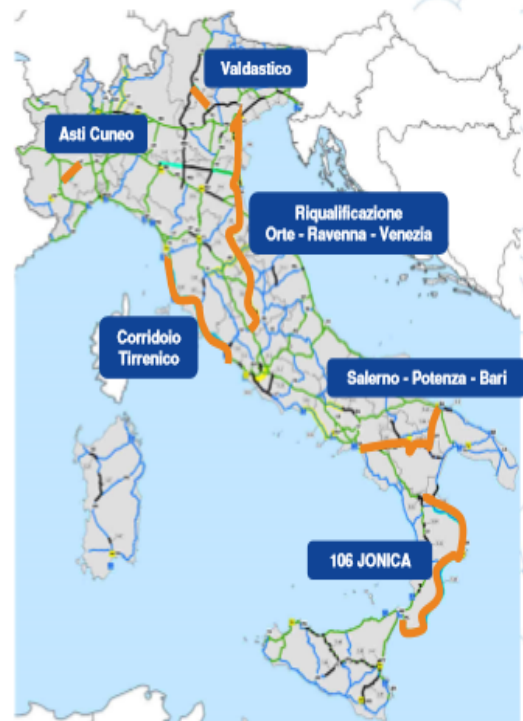 Valdastico
Asti Cuneo
Riqualificazione
Orte - Ravenna - Venezia
Corridoio
Tirrenico
Salerno - Potenza - Bari
106 JONICA